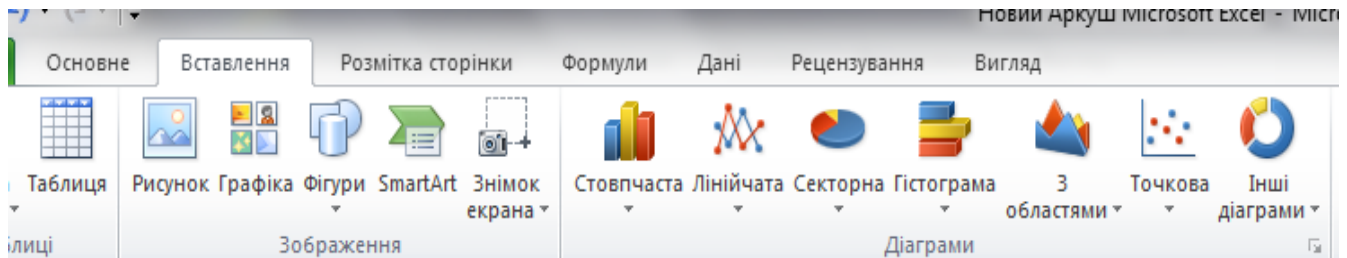 Новий Аркуш Microsoft Excel - Micr
Основне Вставлення Розмітка сторінки Формули Дані Рецензування Вигляд
Таблиця Рисунок Графіка Фігури SmartArt Знімок екрана Стовпчаста Лінійчата Секторна Гістограма З областями Точкова Інші діаграми
Зображення Діаграми